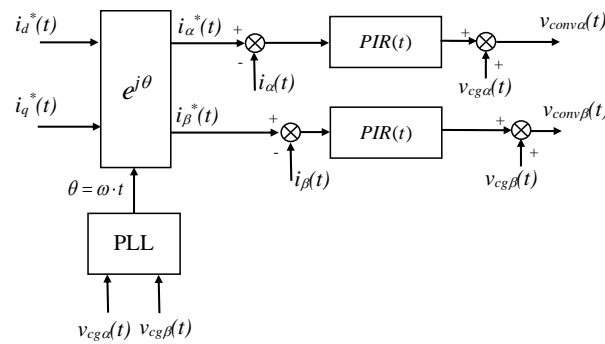 i_d^*(t)
i_α^*(t)
+
-
i_α(t)
PIR(t)
+
+
v_cgα(t)
v_convα(t)
e^jθ
i_q^*(t)
i_β^*(t)
+
-
i_β(t)
PIR(t)
+
+
v_cgβ(t)
v_convβ(t)
θ = ω · t
PLL
v_cgα(t)
v_cgβ(t)